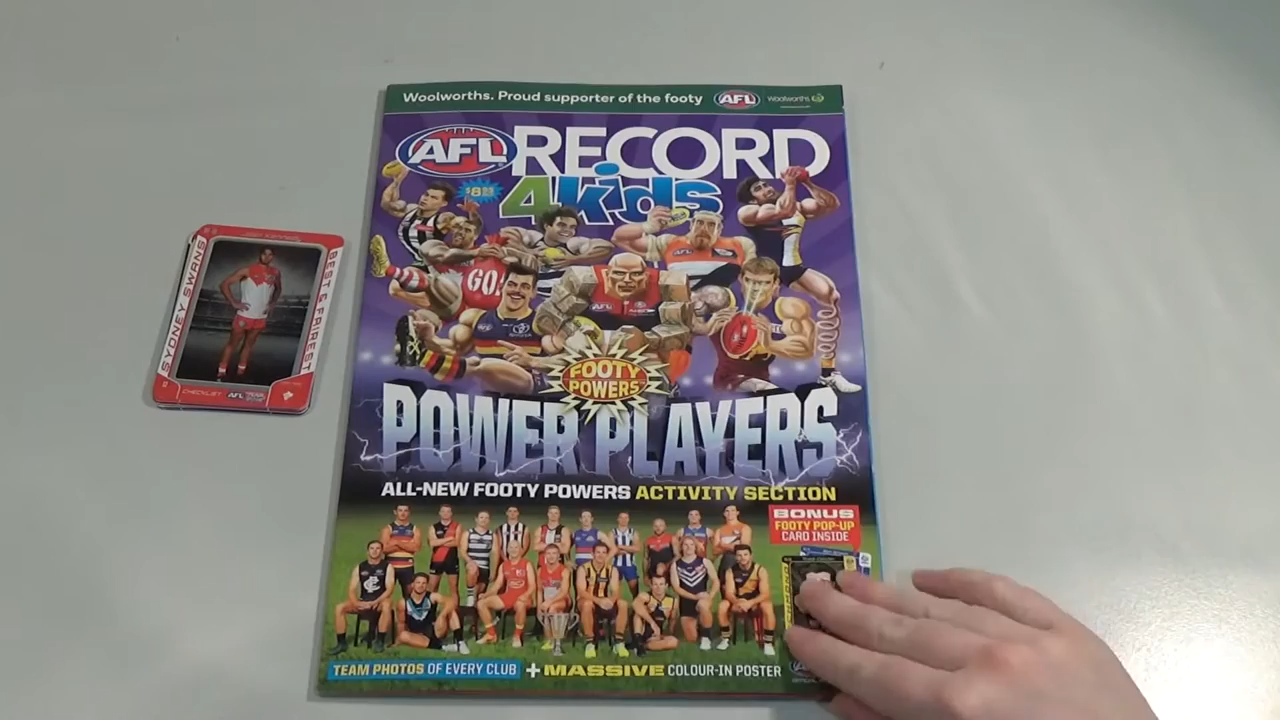 Woolworths. Proud supporter of the footy AFL Woolworths
AFL RECORD
4kids
GO!
AFL
FOOTY
POWERS
POWER PLAYERS
ALL-NEW FOOTY POWERS ACTIVITY SECTION
BONUS
FOOTY POP-UP
CARD INSIDE
TEAM PHOTOS OF EVERY CLUB + MASSIVE COLOUR-IN POSTER
SYDNEY SWANS
BEST & FAIREST
CHECKLIST AFL